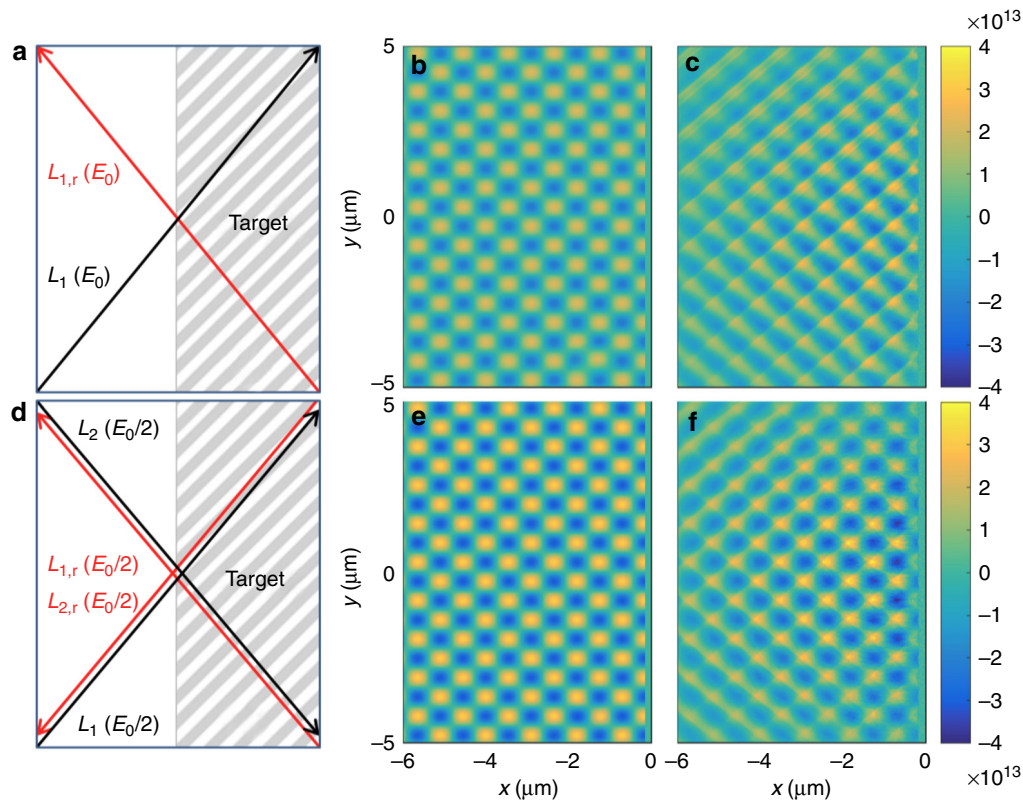 a
L1,r (E0)
L1 (E0)
Target
b
c
5
0
−5
y (μm)
×10^13
4
3
2
1
0
−1
−2
−3
−4
d
L2 (E0/2)
L1,r (E0/2)
L2,r (E0/2)
L1 (E0/2)
Target
e
f
5
0
−5
y (μm)
−6 −4 −2 0
x (μm)
−6 −4 −2 0
x (μm)
4
3
2
1
0
−1
−2
−3
−4
×10^13